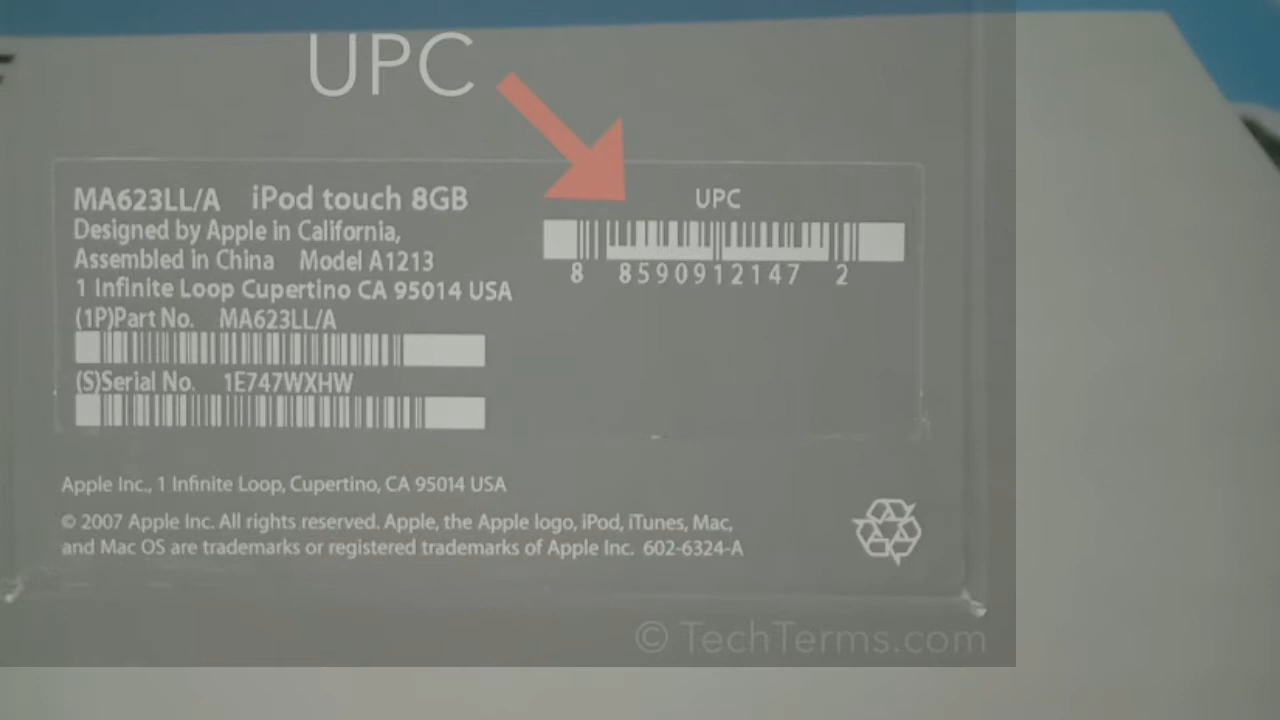 UPC
MA623LL/A iPod touch 8GB
Designed by Apple in California,
Assembled in China Model A1213
1 Infinite Loop Cupertino CA 95014 USA
(1P)Part No. MA623LL/A
(S)Serial No. 1E747WXHW
UPC
8 8590912147 2
Apple Inc., 1 Infinite Loop, Cupertino, CA 95014 USA
© 2007 Apple Inc. All rights reserved. Apple, the Apple logo, iPod, iTunes, Mac,
and Mac OS are trademarks or registered trademarks of Apple Inc. 602-6324-A
© TechTerms.com